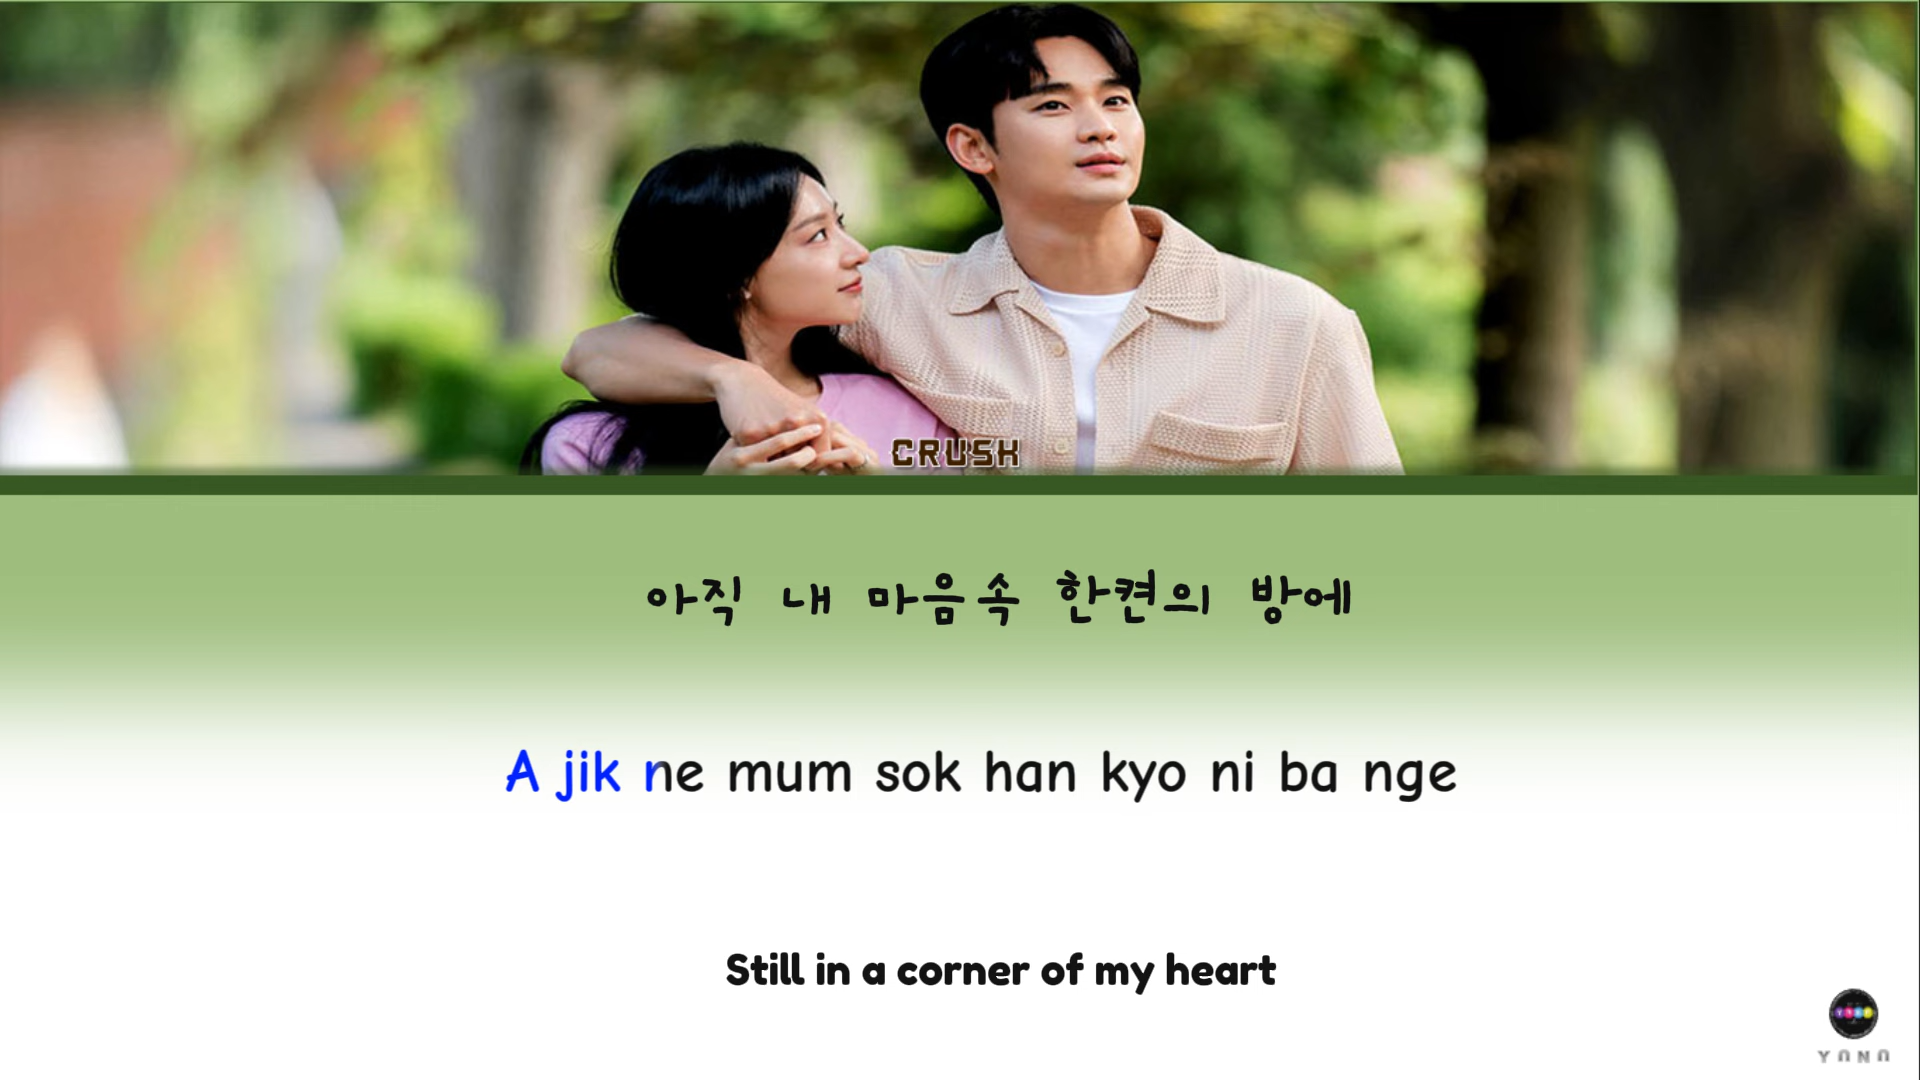 CRUSH
아직 내 마음속 한켠의 방에
A jik ne mum sok han kyo ni ba nge
Still in a corner of my heart
YANA